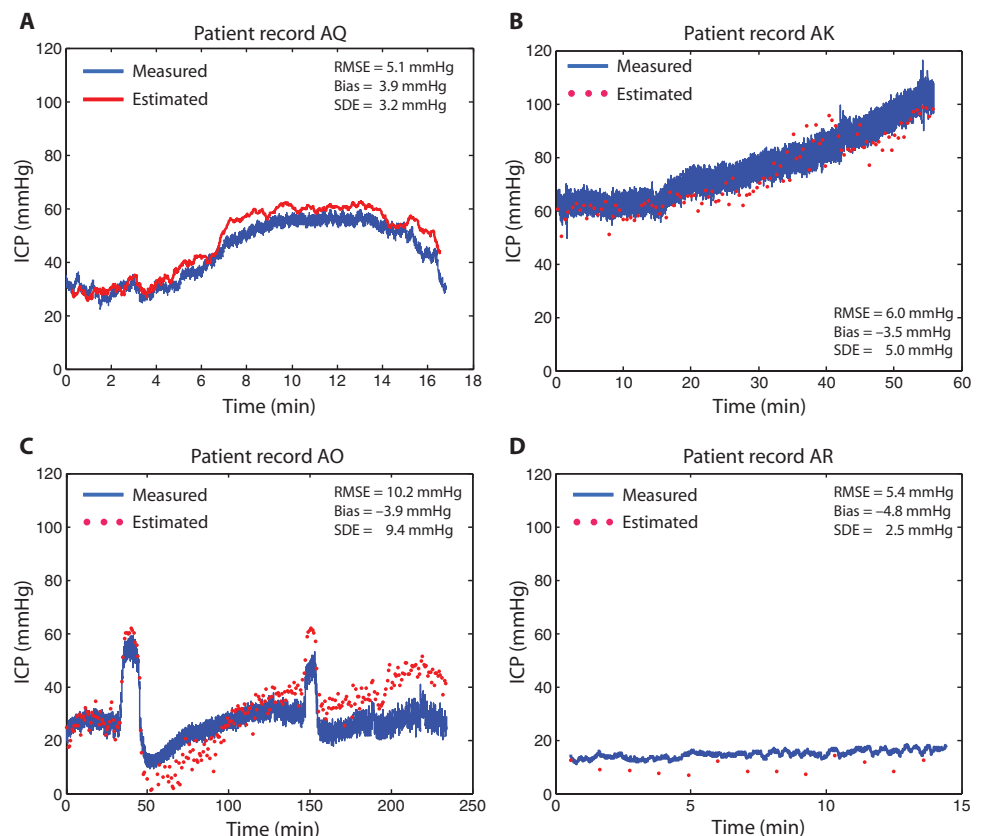 A
Patient record AQ
120
100
80
60
40
20
0
ICP (mmHg)
Measured
Estimated
RMSE = 5.1 mmHg
Bias = 3.9 mmHg
SDE = 3.2 mmHg
0 2 4 6 8 10 12 14 16 18
Time (min)
B
Patient record AK
120
100
80
60
40
20
0
ICP (mmHg)
Measured
Estimated
RMSE = 6.0 mmHg
Bias = –3.5 mmHg
SDE = 5.0 mmHg
0 10 20 30 40 50 60
Time (min)
C
Patient record AO
120
100
80
60
40
20
0
ICP (mmHg)
Measured
Estimated
RMSE = 10.2 mmHg
Bias = –3.9 mmHg
SDE = 9.4 mmHg
0 50 100 150 200 250
Time (min)
D
Patient record AR
120
100
80
60
40
20
0
ICP (mmHg)
Measured
Estimated
RMSE = 5.4 mmHg
Bias = –4.8 mmHg
SDE = 2.5 mmHg
0 5 10 15
Time (min)